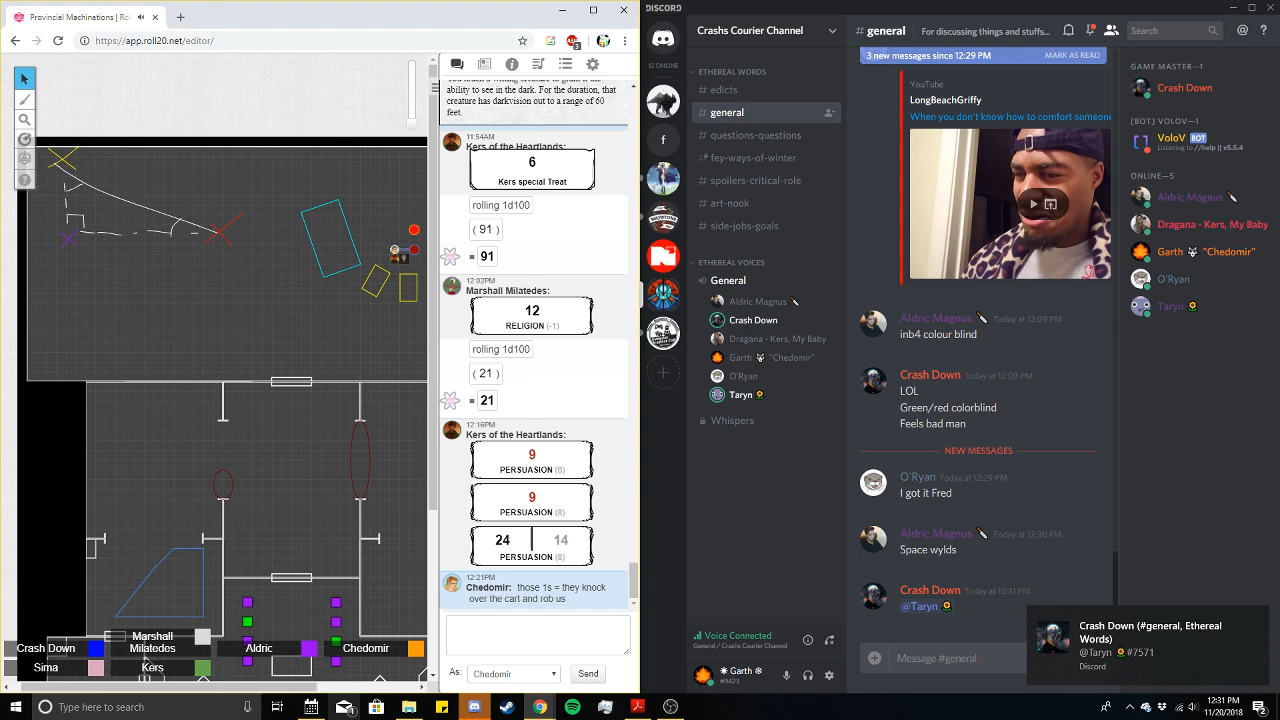 Provincial Machinations | Rol
https://app.roll20.net/editor/
ability to see in the dark. For the duration, that
creature has darkvision out to a range of 60
feet.
11:54AM
Kers of the Heartlands:
6
Kers special Treat
rolling 1d100
( 91 )
= 91
12:02PM
Marshall Milatedes:
12
RELIGION (-1)
rolling 1d100
( 21 )
= 21
12:16PM
Kers of the Heartlands:
9
PERSUASION (8)
9
PERSUASION (8)
24 14
PERSUASION (8)
12:21PM
Chedomir: those 1s = they knock
over the cart and rob us
As: Chedomir Send
Crash Down
Marshall
Milatedes
Aldric
Chedomir
Sima
Kers
DISCORD
12 ONLINE
f
Crashs Courier Channel
ETHEREAL WORDS
# edicts
# general
# questions-questions
fey-ways-of-winter
# spoilers-critical-role
# art-nook
# side-jobs-goals
ETHEREAL VOICES
General
Aldric Magnus
Crash Down
Dragana - Kers, My Baby
Garth "Chedomir"
O'Ryan
Taryn
Whispers
Voice Connected
General / Crashs Courier Channel
Garth
#9423
# general For discussing things and stuffs...
Search
3 new messages since 12:29 PM MARK AS READ
YouTube
LongBeachGriffy
When you don't know how to comfort someone
Aldric Magnus Today at 12:09 PM
inb4 colour blind
Crash Down Today at 12:09 PM
LOL
Green/red colorblind
Feels bad man
NEW MESSAGES
O'Ryan Today at 12:29 PM
I got it Fred
Aldric Magnus Today at 12:30 PM
Space wylds
Crash Down Today at 12:31 PM
@Taryn
Message #general
GAME MASTER—1
Crash Down
[BOT] VOLOV—1
VoloV BOT
Listening to //help || v5.5.4
ONLINE—5
Aldric Magnus
Dragana - Kers, My Baby
Garth "Chedomir"
O'Ryan
Taryn
Crash Down (#general, Ethereal
Words)
@Taryn #7571
Discord
Type here to search
12:31 PM
11/20/2018